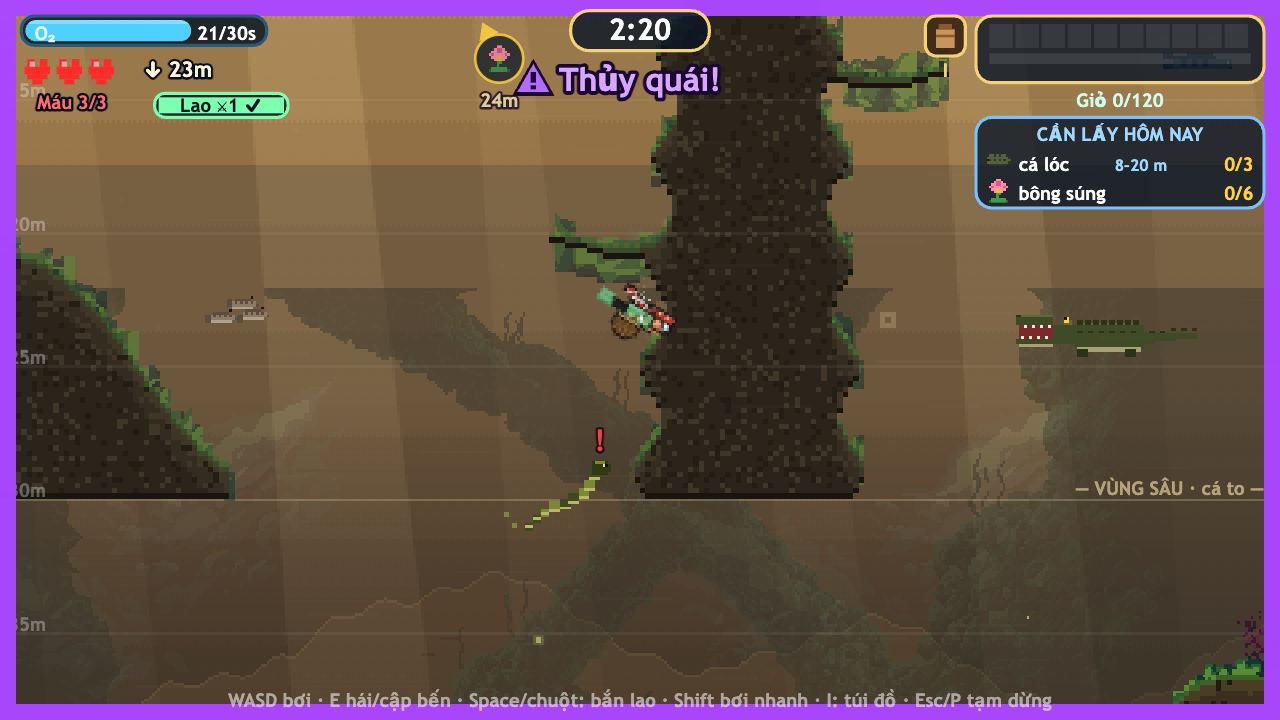 O₂ 21/30s
2:20
23m
Máu 3/3
Lao x1 ✓
24m
Thủy quái!
!
Giỏ 0/120
CẦN LẤY HÔM NAY
cá lóc 8-20 m 0/3
bông súng 0/6
5m
20m
25m
30m
— VÙNG SÂU · cá to —
!
35m
WASD bơi · E hái/cập bến · Space/chuột: bắn lao · Shift bơi nhanh · I: túi đồ · Esc/P tạm dừng